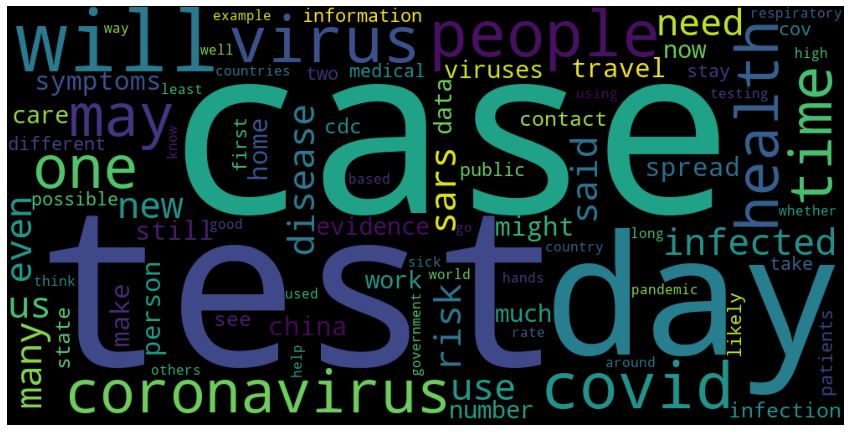 will
virus
people
example
information
way
well
need
respiratory
cov
now
countries
two
medical
viruses
travel
stay
high
symptoms
least
case
using
testing
care
may
cdc
data
contact
health
time
different
know
first
home
disease
sars
public
said
spread
one
based
possible
new
good
go
whether
still
evidence
might
country
long
infected
even
us
think
test
day
sick
used
work
world
hands
take
many
state
make
person
see
china
government
risk
much
pandemic
rate
likely
around
patients
help
others
coronavirus
use
number
covid
infection